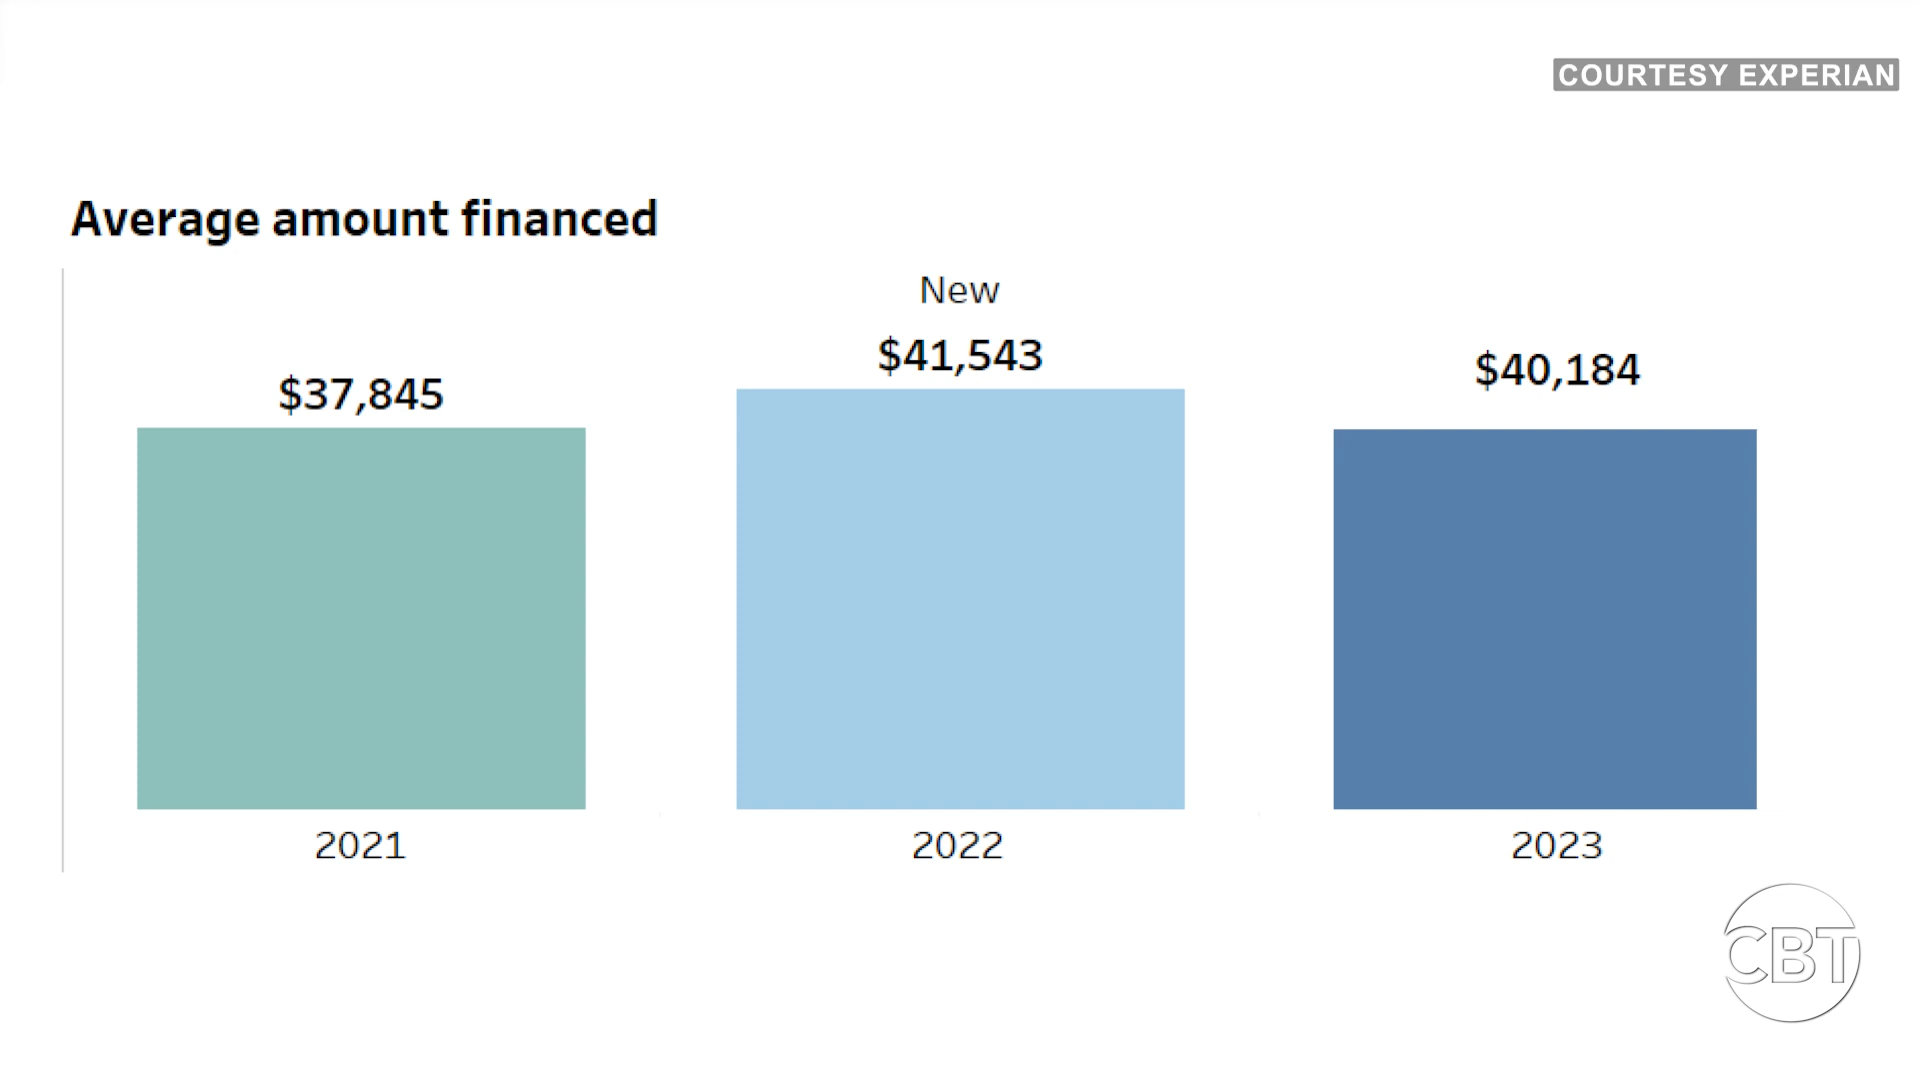 COURTESY EXPERIAN
Average amount financed
New
$37,845
$41,543
$40,184
2021
2022
2023
CBT